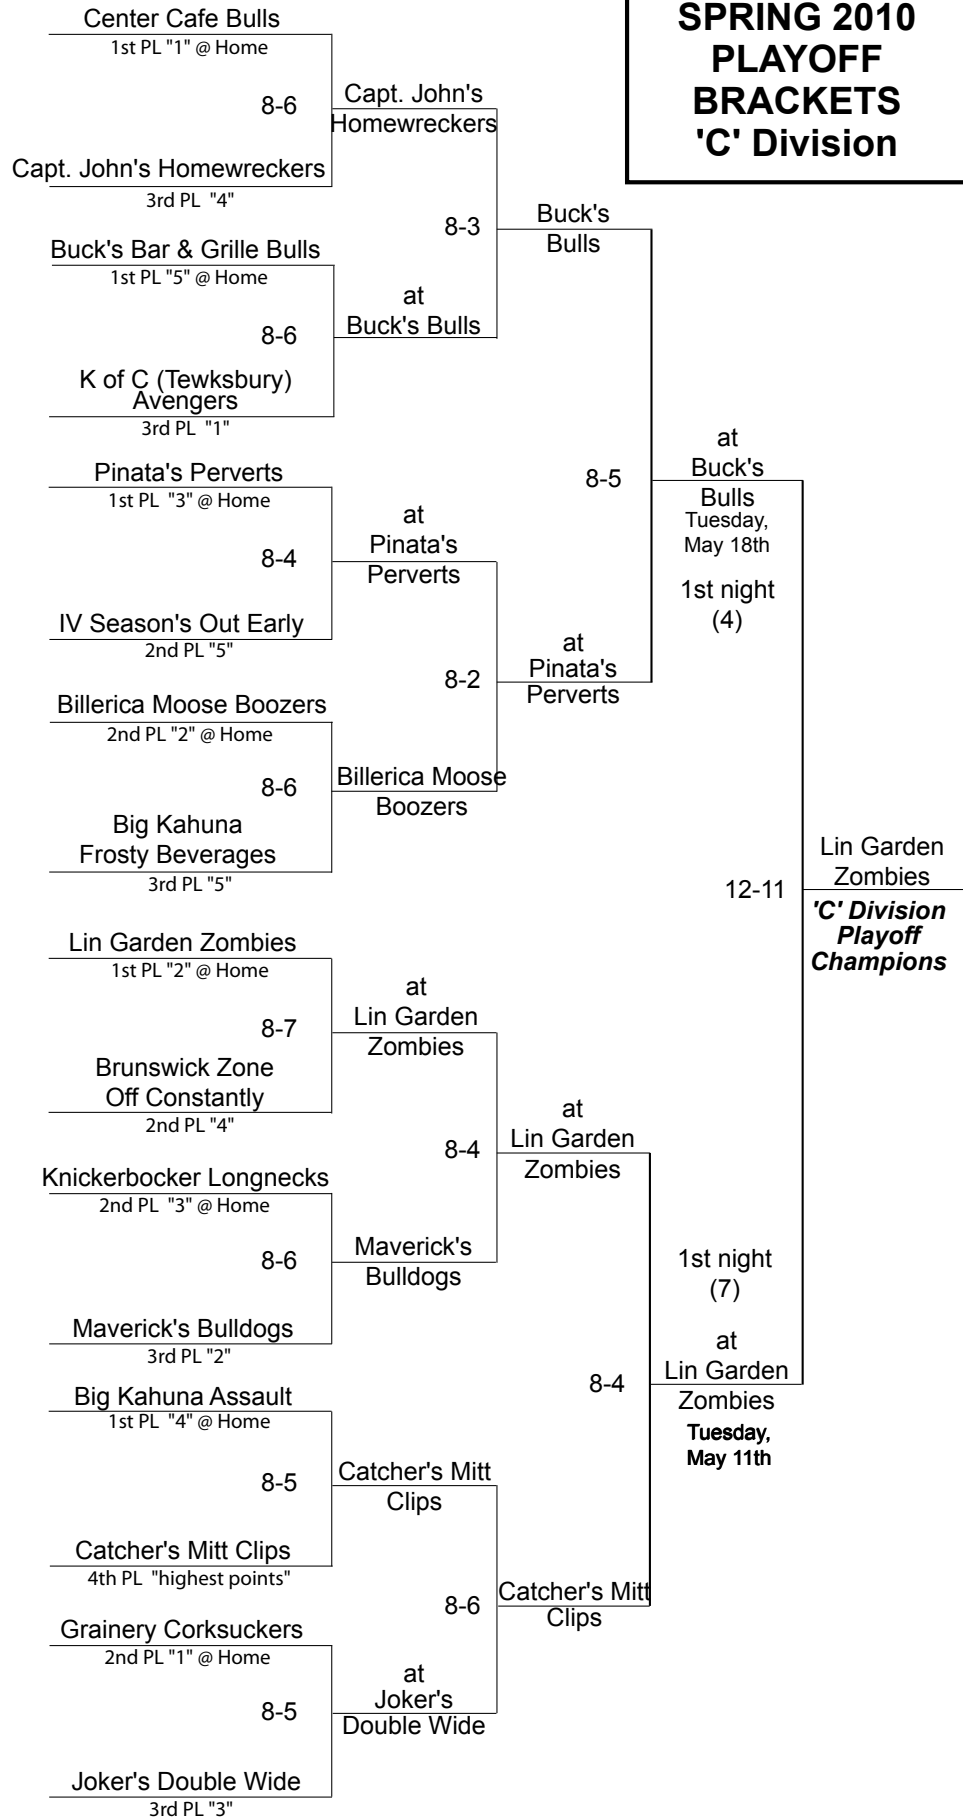 SPRING 2010
PLAYOFF
BRACKETS
'C' Division
Center Cafe Bulls
1st PL "1" @ Home
8-6
Capt. John's Homewreckers
3rd PL "4"
Capt. John's
Homewreckers
8-3
Buck's Bar & Grille Bulls
1st PL "5" @ Home
8-6
K of C (Tewksbury)
Avengers
3rd PL "1"
at
Buck's Bulls
Buck's
Bulls
8-5
Pinata's Perverts
1st PL "3" @ Home
8-4
IV Season's Out Early
2nd PL "5"
at
Pinata's
Perverts
8-2
Billerica Moose Boozers
2nd PL "2" @ Home
8-6
Big Kahuna
Frosty Beverages
3rd PL "5"
Billerica Moose
Boozers
at
Pinata's
Perverts
at
Buck's
Bulls
Tuesday,
May 18th
1st night
(4)
12-11
Lin Garden
Zombies
'C' Division
Playoff
Champions
Lin Garden Zombies
1st PL "2" @ Home
8-7
Brunswick Zone
Off Constantly
2nd PL "4"
at
Lin Garden
Zombies
8-4
Knickerbocker Longnecks
2nd PL "3" @ Home
8-6
Maverick's Bulldogs
3rd PL "2"
Maverick's
Bulldogs
at
Lin Garden
Zombies
8-4
1st night
(7)
at
Lin Garden
Zombies
Tuesday,
May 11th
Big Kahuna Assault
1st PL "4" @ Home
8-5
Catcher's Mitt Clips
4th PL "highest points"
Catcher's Mitt
Clips
8-6
Grainery Corksuckers
2nd PL "1" @ Home
8-5
Joker's Double Wide
3rd PL "3"
at
Joker's
Double Wide
Catcher's Mitt
Clips